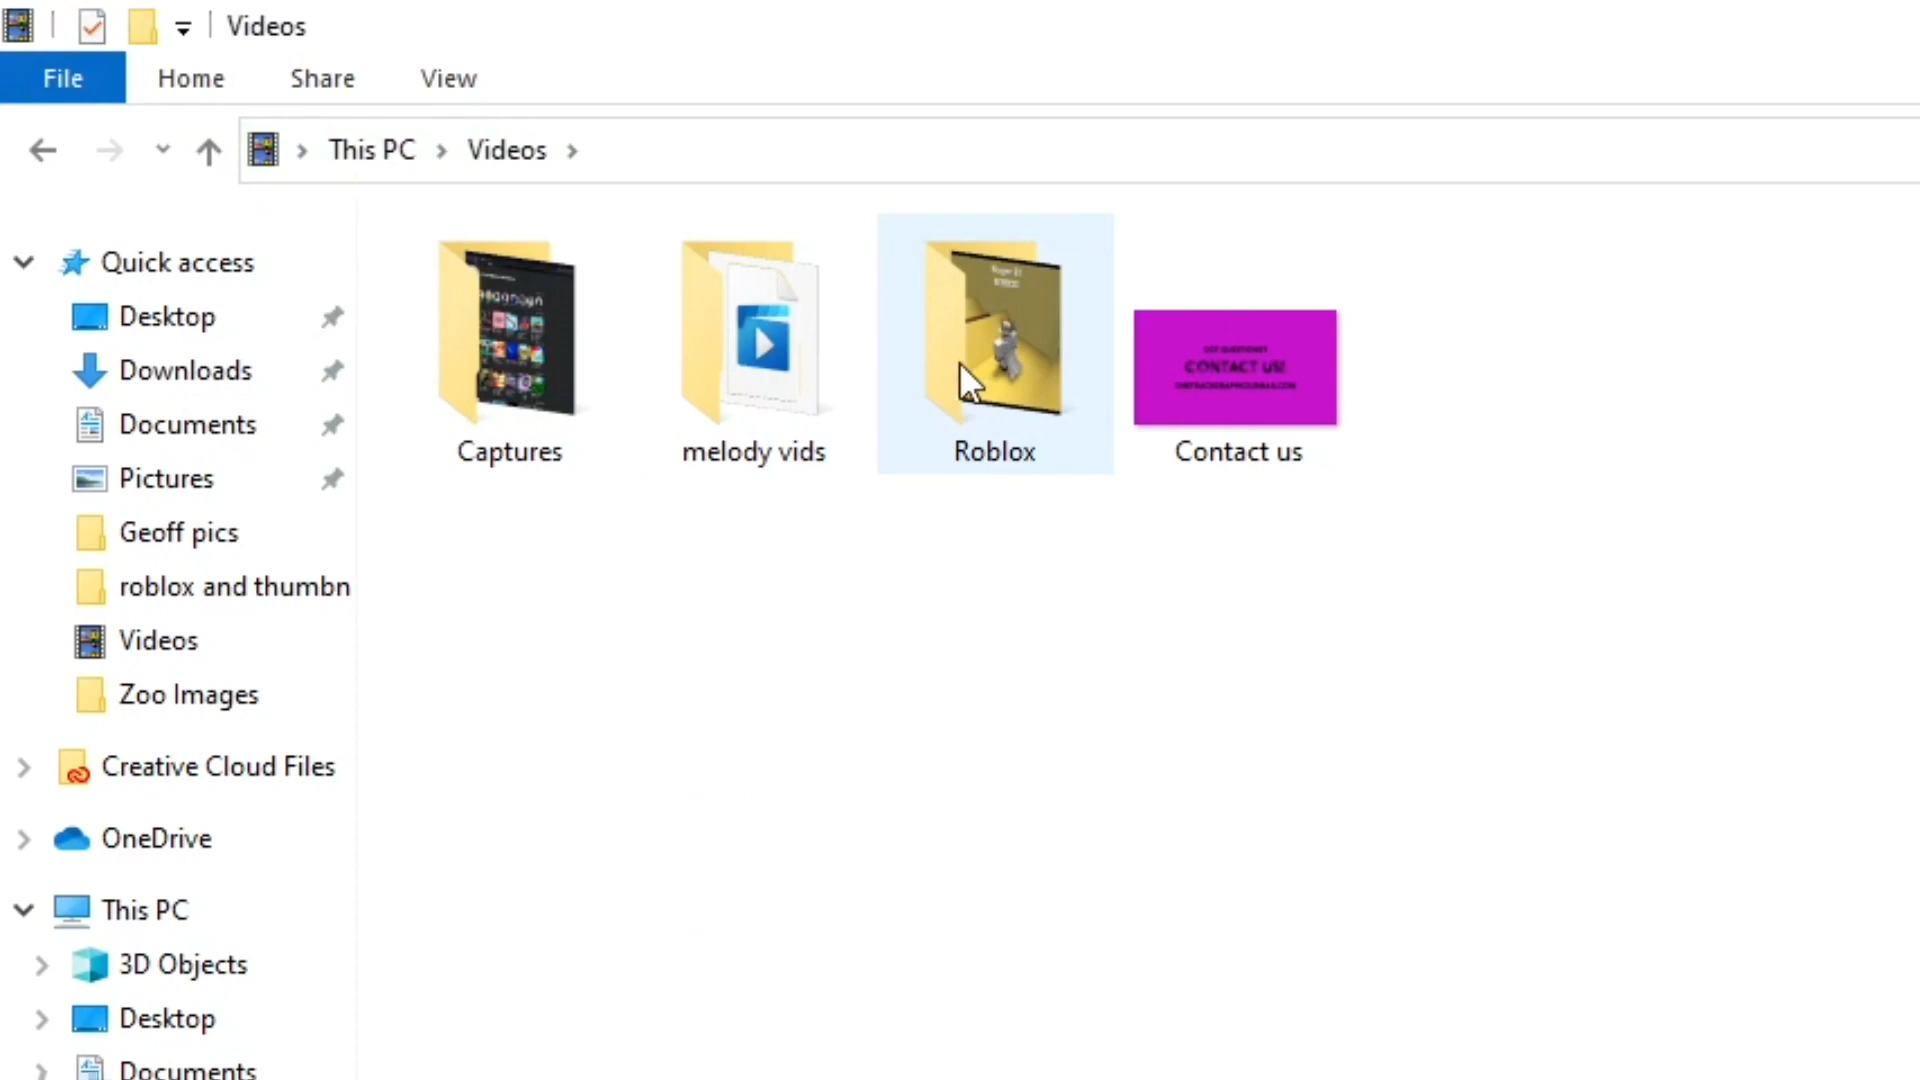 Videos
File Home Share View
This PC Videos
Quick access
Desktop
Downloads
Documents
Pictures
Geoff pics
roblox and thumbn
Videos
Zoo Images
Creative Cloud Files
OneDrive
This PC
3D Objects
Desktop
Documents
Captures
melody vids
Roblox
CONTACT US!
Contact us